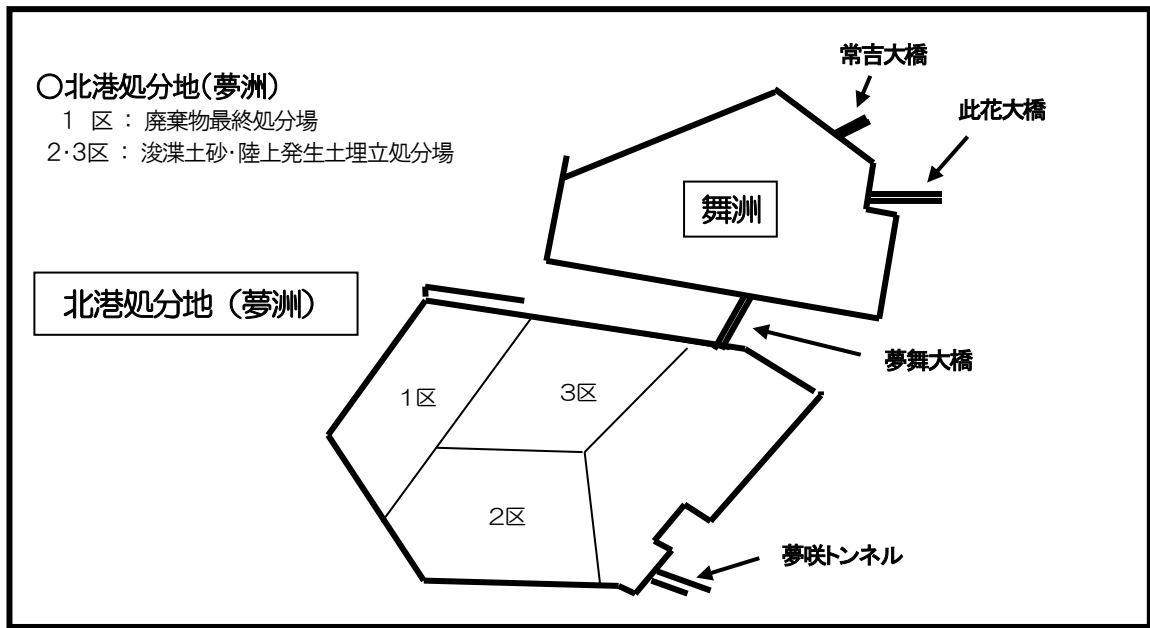 ○北港処分地(夢洲)
1 区 : 廃棄物最終処分場
2・3区 : 浚渫土砂・陸上発生土埋立処分場
常吉大橋
此花大橋
舞洲
北港処分地 (夢洲)
夢舞大橋
1区
3区
2区
夢咲トンネル